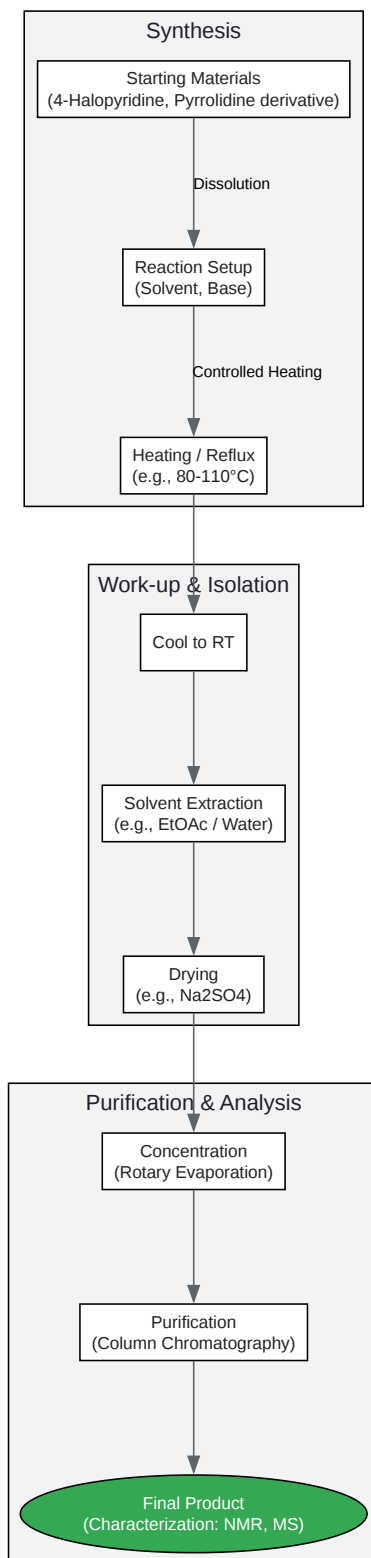 Synthesis
Starting Materials
(4-Halopyridine, Pyrrolidine derivative)
Dissolution
Reaction Setup
(Solvent, Base)
Controlled Heating
Heating / Reflux
(e.g., 80-110°C)
Work-up & Isolation
Cool to RT
Solvent Extraction
(e.g., EtOAc / Water)
Drying
(e.g., Na2SO4)
Purification & Analysis
Concentration
(Rotary Evaporation)
Purification
(Column Chromatography)
Final Product
(Characterization: NMR, MS)